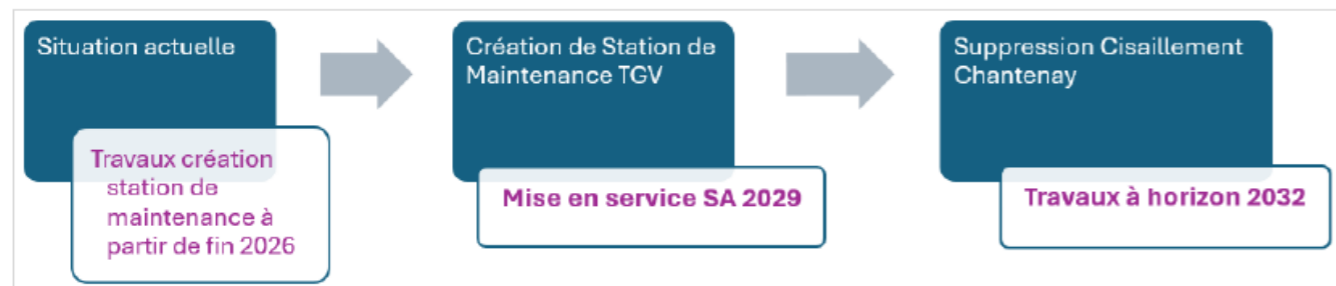 Situation actuelle
Travaux création
station de
maintenance à
partir de fin 2026
Création de Station de
Maintenance TGV
Mise en service SA 2029
Suppression Cisaillement
Chantenay
Travaux à horizon 2032